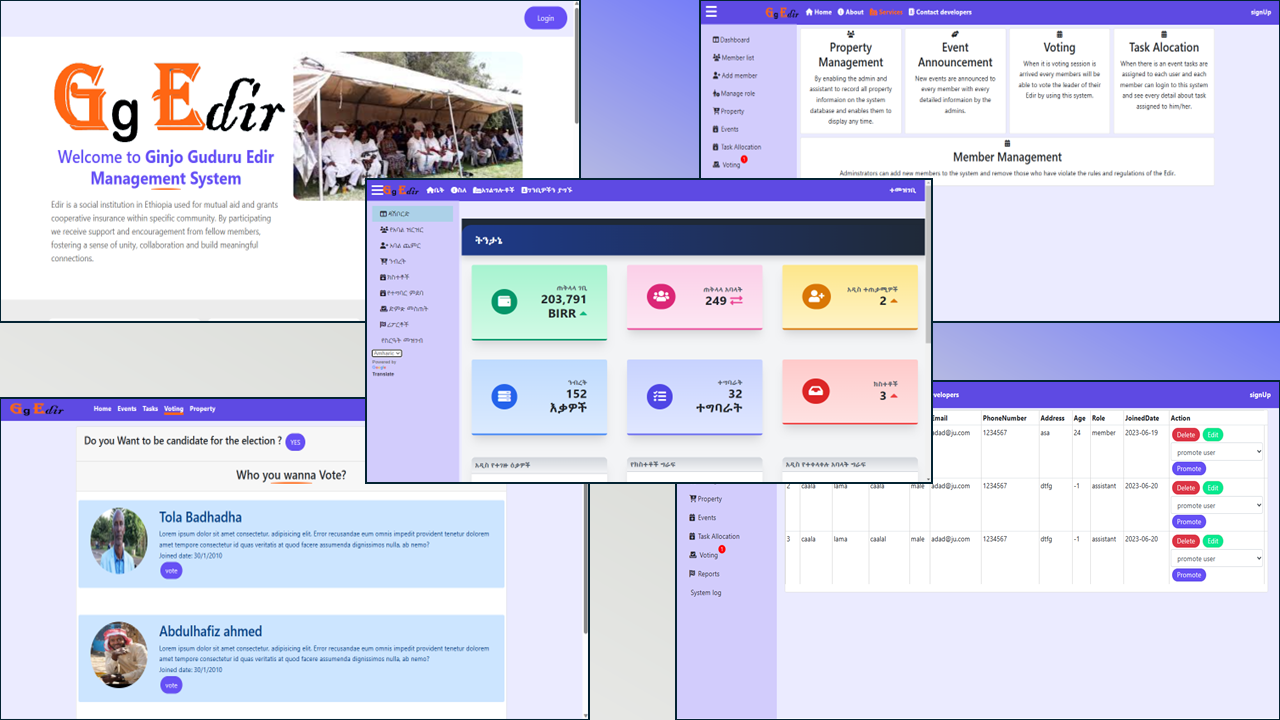 Login
Gg Edir
Welcome to Ginjo Guduru Edir
Management System
Edir is a social institution in Ethiopia used for mutual aid and grants
cooperative insurance within specific community. By participating
we receive support and encouragement from fellow members,
fostering a sense of unity, collaboration and build meaningful
connections.
Gg Edir Home About Services Contact developers signUp
Dashboard
Member list
Add member
Manage role
Property
Events
Task Allocation
Voting 1
Property
Management
By enabling the admin and
assistant to record all
property informaion on the
system database and
enables them to
display any time.
Event
Announcement
New events are announced to
every member with every
detailed informaion by the
admins.
Voting
When it is voting session is
arrived every members will be
able to vote the leader of their
Edir by using this system.
Task Alocation
When there is an event tasks are
assigned to each user and each
member can login to this system
and see every detail about task
assigned to him/her.
Member Management
Adminstrators can add new members to the system and remove those who have violate the rules and regulations of the Edir.
Gg Edir ቤት ስለ አገልግሎቶች ገንቢዎችን ያግኙ ተመዝገቢ
ዳሽቦርድ
የአባል ዝርዝር
አባል ጨምር
ንብረት
ክስተቶች
የተግባር ምደባ
ድምጽ መስጠት
ሪፖርቶች
የስርዓት መዝገብ
Amharic
Powered by
Google
Translate
ትንታኔ
ጠቅላላ ገቢ
203,791
BIRR
ጠቅላላ አባላት
249
አዲስ ተጠቃሚዎች
2
ንብረት
152
እቃዎች
ተግባራት
32
ተግባራት
ክስተቶች
3
አዲስ የተገዙ ዕቃዎች
የክስተቶች ግራፍ
አዲስ የተቀላቀሉ አባላት ግራፍ
Gg Edir Home Events Tasks Voting Property
Do you Want to be candidate for the election ? YES
Who you wanna Vote?
Tola Badhadha
Lorem ipsum dolor sit amet consectetur, adipisicing elit. Error recusandae eum omnis impedit provident tenetur dolorem
amet tempore consectetur id quas veritatis at quod facere assumenda dignissimos nulla, ab nemo?
Joined date: 30/1/2010
vote
Abdulhafiz ahmed
Lorem ipsum dolor sit amet consectetur, adipisicing elit. Error recusandae eum omnis impedit provident tenetur dolorem
amet tempore consectetur id quas veritatis at quod facere assumenda dignissimos nulla, ab nemo?
Joined date: 30/1/2010
vote
velopers signUp
Email PhoneNumber Address Age Role JoinedDate Action
adad@ju.com 1234567 asa 24 member 2023-06-19 Delete Edit
promote user
Promote
2 caala lama caala male adad@ju.com 1234567 dtfg -1 assistant 2023-06-20 Delete Edit
promote user
Promote
3 caala lama caalal male adad@ju.com 1234567 dtfg -1 assistant 2023-06-20 Delete Edit
promote user
Promote
Property
Events
Task Allocation
Voting 1
Reports
System log